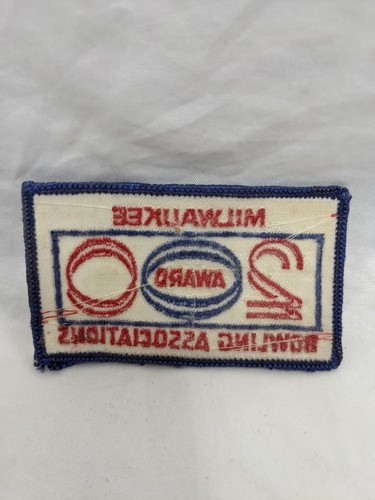 MILWAUKEE
200
AWARD
BOWLING ASSOCIATIONS